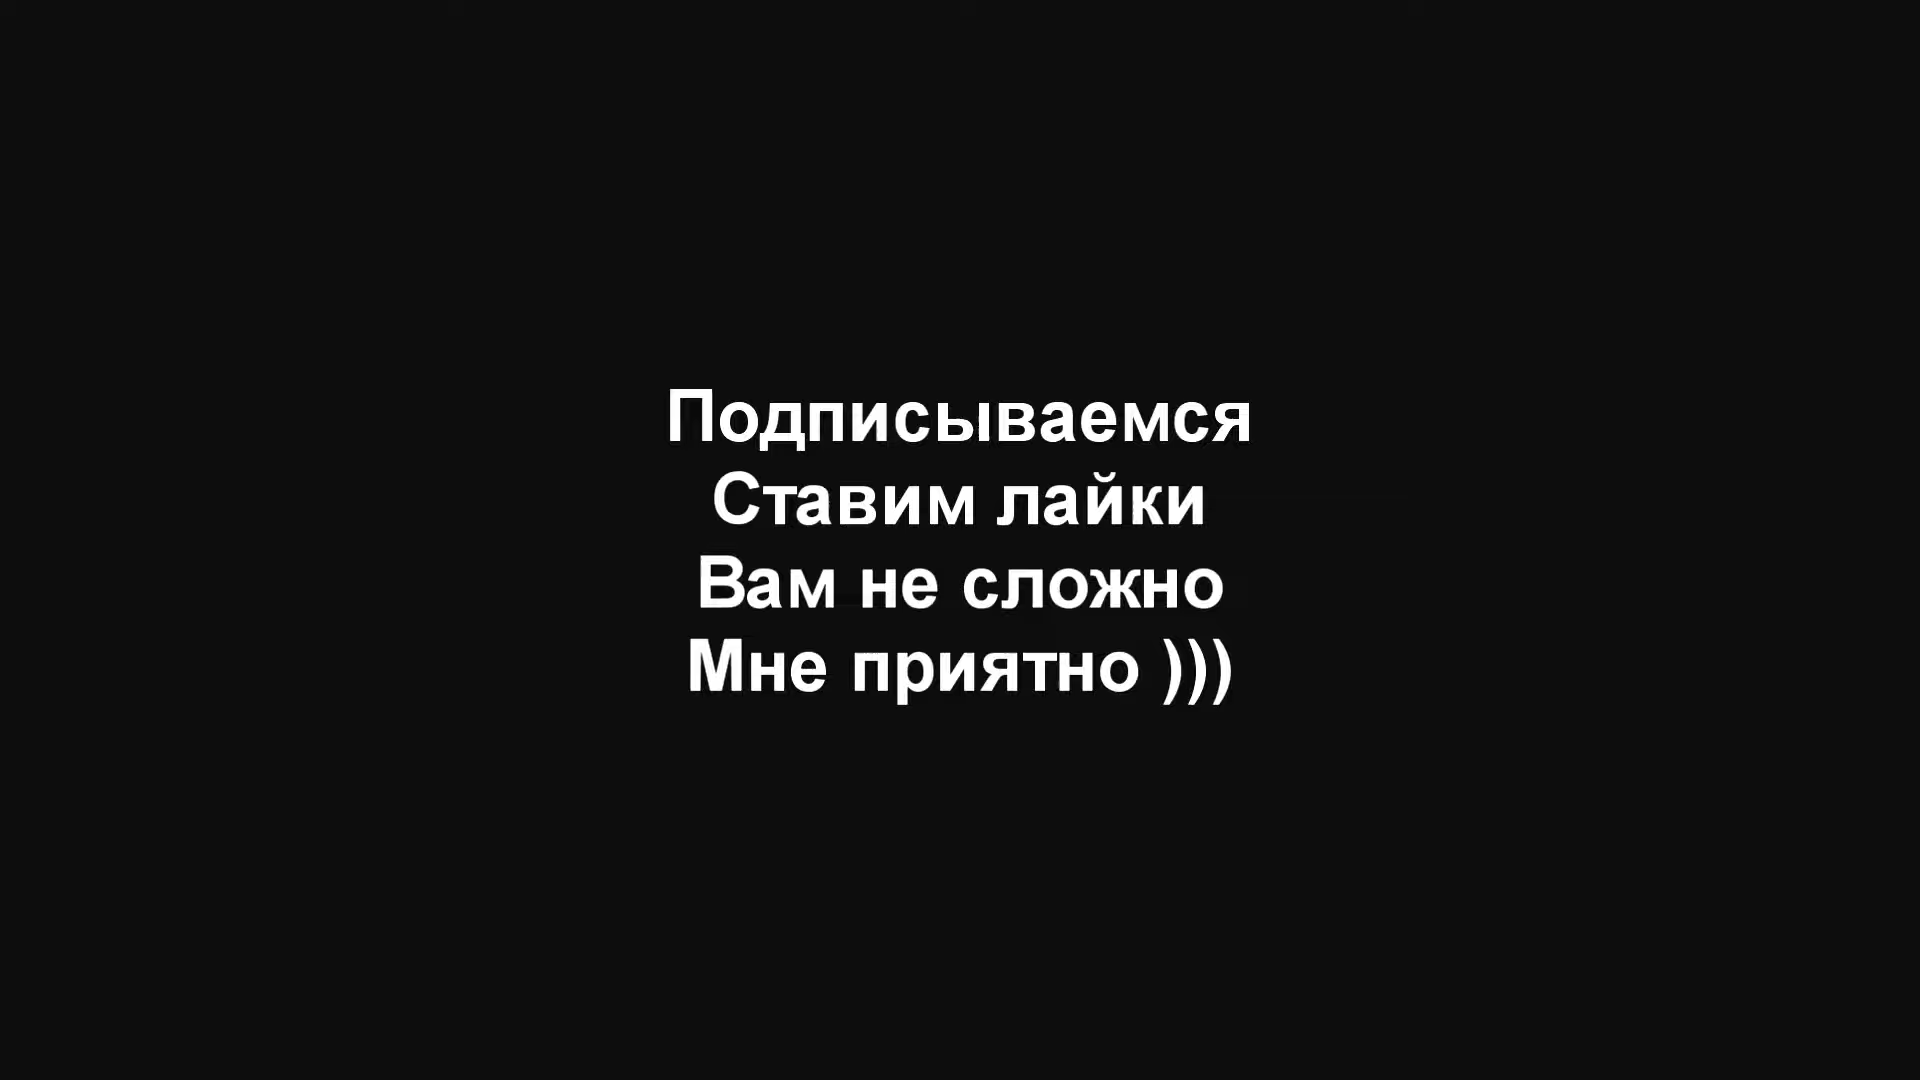 Подписываемся
Ставим лайки
Вам не сложно
Мне приятно )))